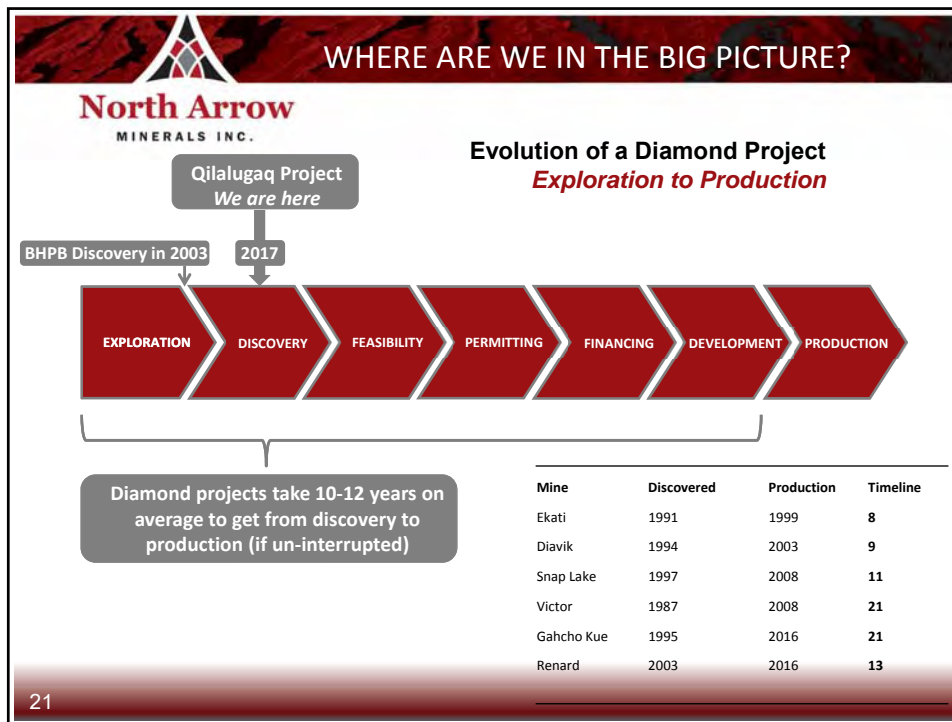 WHERE ARE WE IN THE BIG PICTURE?
North Arrow
MINERALS INC.
Evolution of a Diamond Project
Exploration to Production
Qilalugaq Project
We are here
BHPB Discovery in 2003
2017
EXPLORATION
DISCOVERY
FEASIBILITY
PERMITTING
FINANCING
DEVELOPMENT
PRODUCTION
Diamond projects take 10-12 years on
average to get from discovery to
production (if un-interrupted)
Mine Discovered Production Timeline
Ekati 1991 1999 8
Diavik 1994 2003 9
Snap Lake 1997 2008 11
Victor 1987 2008 21
Gahcho Kue 1995 2016 21
Renard 2003 2016 13
21